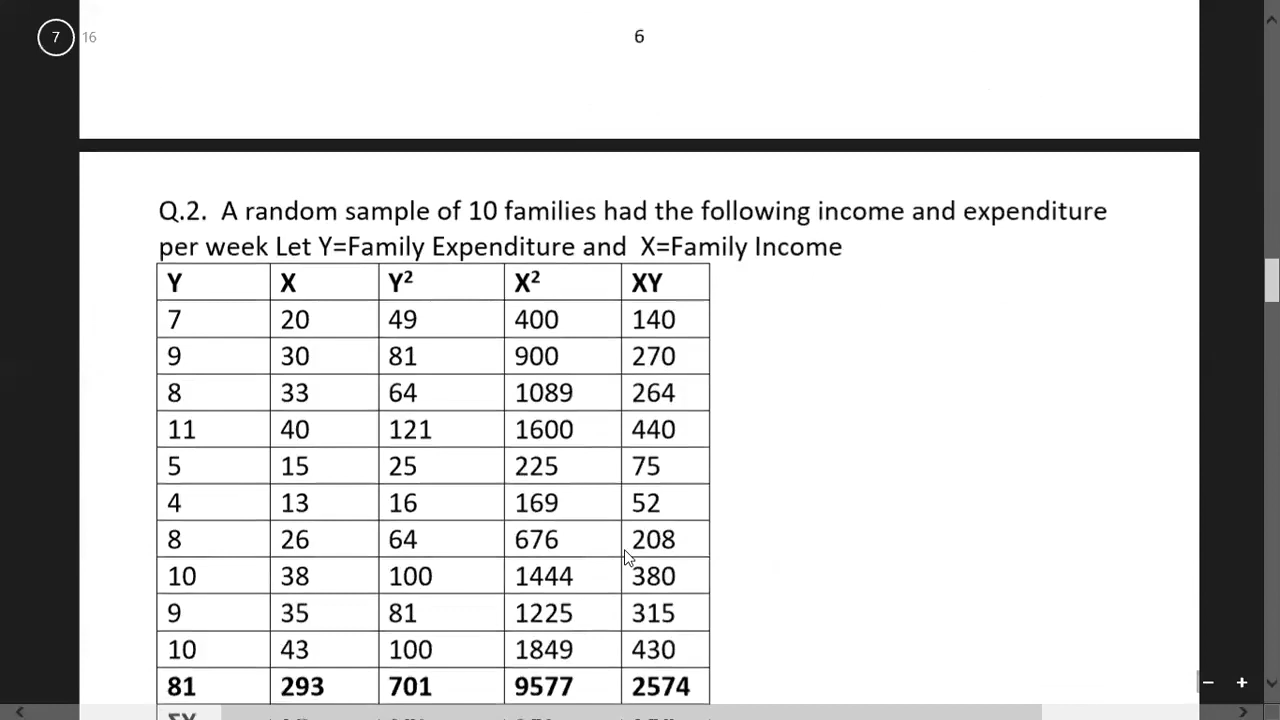 7 16
6
Q.2. A random sample of 10 families had the following income and expenditure
per week Let Y=Family Expenditure and X=Family Income
Y X Y² X² XY
7 20 49 400 140
9 30 81 900 270
8 33 64 1089 264
11 40 121 1600 440
5 15 25 225 75
4 13 16 169 52
8 26 64 676 208
10 38 100 1444 380
9 35 81 1225 315
10 43 100 1849 430
81 293 701 9577 2574